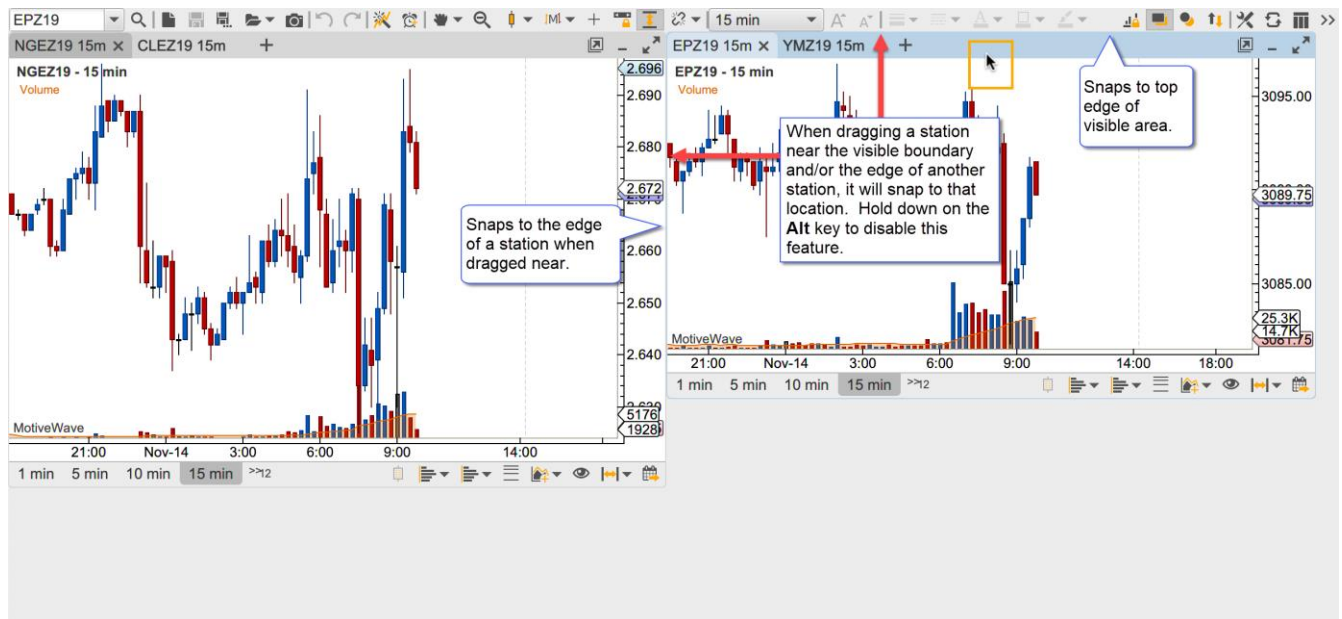 EPZ19
15 min
NGEZ19 15m × CLEZ19 15m +
EPZ19 15m × YMZ19 15m +
NGEZ19 - 15 min
Volume
2.696
2.690
2.680
2.672
2.660
2.650
2.640
5176
1928
MotiveWave
21:00 Nov-14 3:00 6:00 9:00 14:00
1 min 5 min 10 min 15 min >>12
Snaps to the edge
of a station when
dragged near.
EPZ19 - 15 min
Volume
When dragging a station
near the visible boundary
and/or the edge of another
station, it will snap to that
location. Hold down on the
Alt key to disable this
feature.
Snaps to top
edge of
visible area.
3095.00
3089.75
3085.00
25.3K
14.7K
3081.75
MotiveWave
21:00 Nov-14 3:00 6:00 9:00 14:00 18:00
1 min 5 min 10 min 15 min >>12